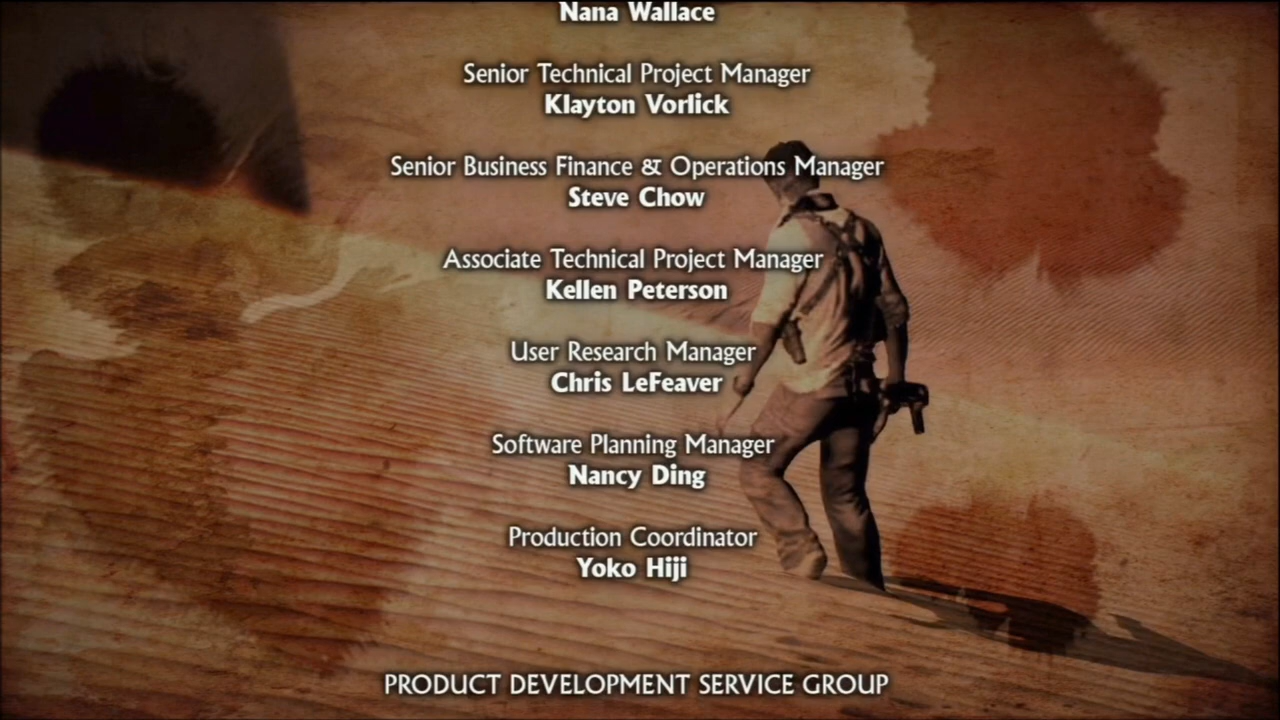 Nana Wallace
Senior Technical Project Manager
Klayton Vorlick
Senior Business Finance & Operations Manager
Steve Chow
Associate Technical Project Manager
Kellen Peterson
User Research Manager
Chris LeFeaver
Software Planning Manager
Nancy Ding
Production Coordinator
Yoko Hiji
PRODUCT DEVELOPMENT SERVICE GROUP